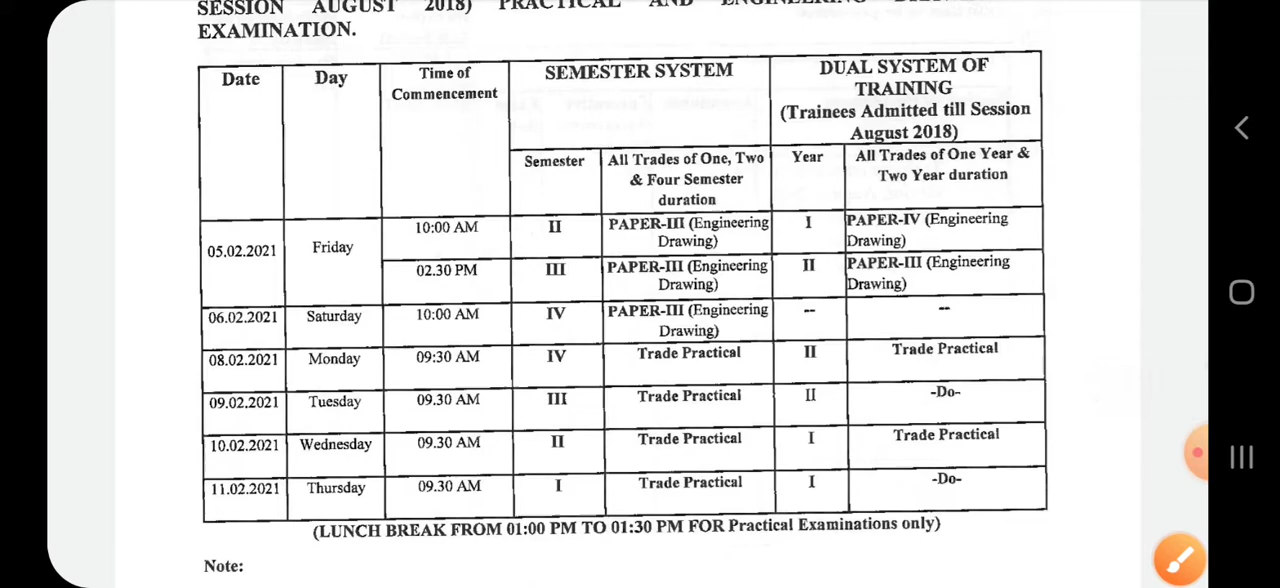 SESSION AUGUST 2018) PRACTICAL AND ENGINEERING
EXAMINATION.
Date
Day
Time of
Commencement
SEMESTER SYSTEM
DUAL SYSTEM OF
TRAINING
(Trainees Admitted till Session
August 2018)
Semester
All Trades of One, Two
& Four Semester
duration
Year
All Trades of One Year &
Two Year duration
05.02.2021
Friday
10:00 AM
II
PAPER-III (Engineering
Drawing)
I
PAPER-IV (Engineering
Drawing)
02.30 PM
III
PAPER-III (Engineering
Drawing)
II
PAPER-III (Engineering
Drawing)
06.02.2021
Saturday
10:00 AM
IV
PAPER-III (Engineering
Drawing)
--
--
08.02.2021
Monday
09:30 AM
IV
Trade Practical
II
Trade Practical
09.02.2021
Tuesday
09.30 AM
III
Trade Practical
II
-Do-
10.02.2021
Wednesday
09.30 AM
II
Trade Practical
I
Trade Practical
11.02.2021
Thursday
09.30 AM
I
Trade Practical
I
-Do-
(LUNCH BREAK FROM 01:00 PM TO 01:30 PM FOR Practical Examinations only)
Note: